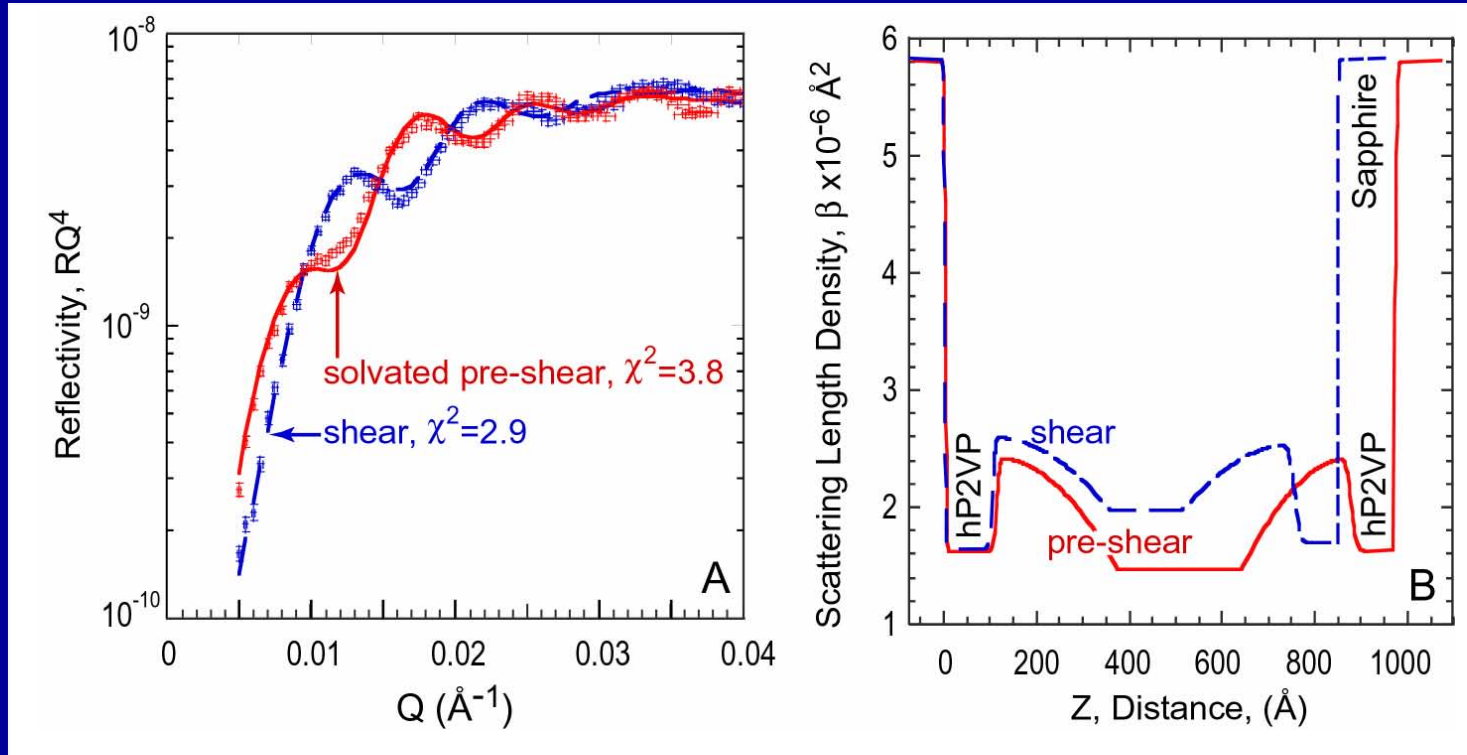 10⁻⁸
10⁻⁹
10⁻¹⁰
Reflectivity, RQ⁴
solvated pre-shear, χ²=3.8
shear, χ²=2.9
A
0 0.01 0.02 0.03 0.04
Q (Å⁻¹)
6
5
4
3
2
1
Scattering Length Density, β x10⁻⁶ Å²
Sapphire
shear
hP2VP
hP2VP
pre-shear
B
0 200 400 600 800 1000
Z, Distance, (Å)